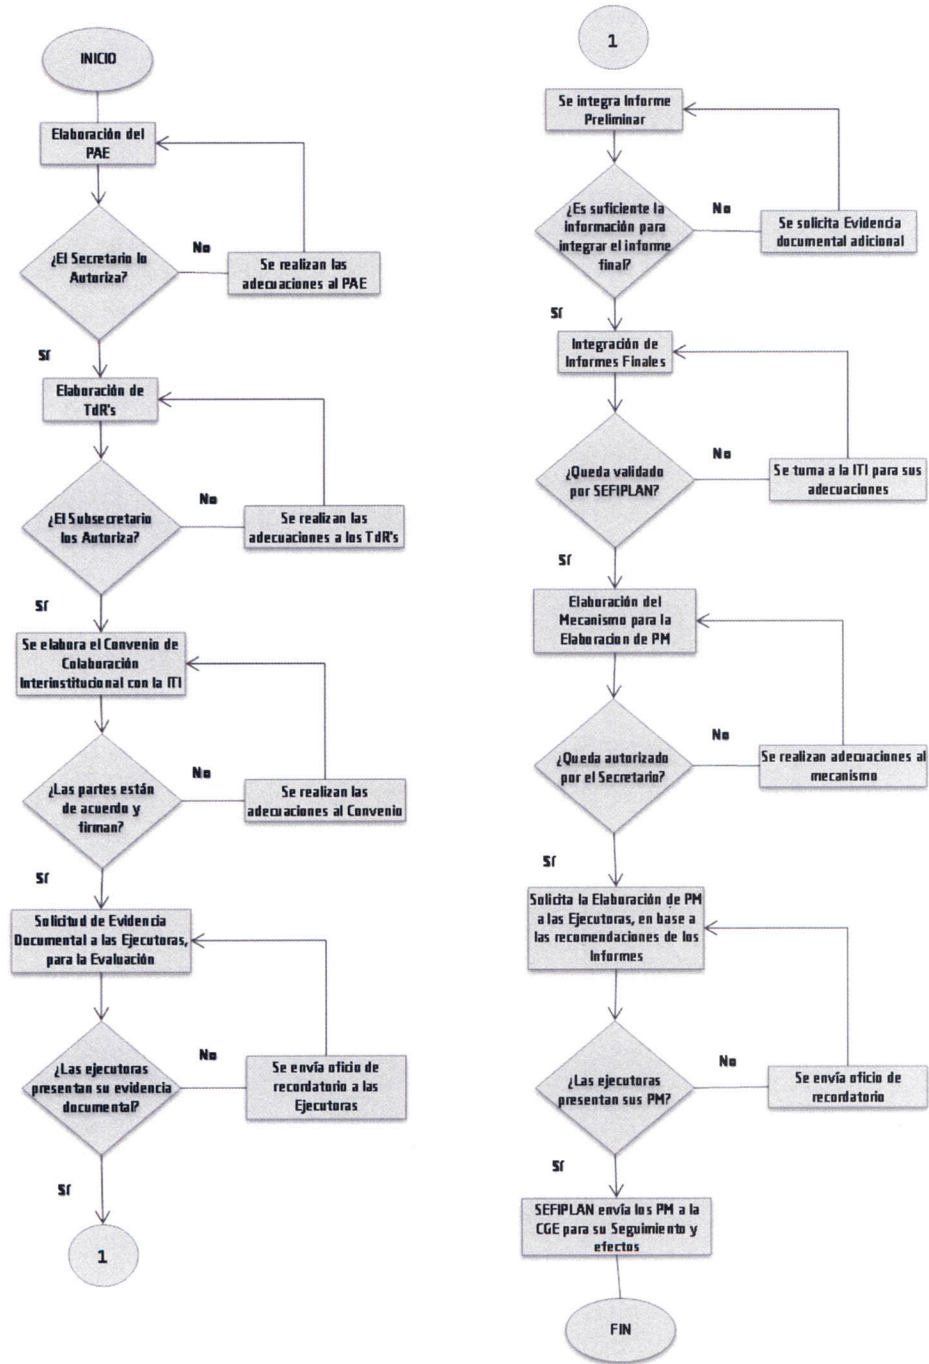 INICIO
Elaboración del
PAE
¿El Secretario lo
Autoriza?
No
Se realizan las
adecuaciones al PAE
Sí
Elaboración de
TdR's
¿El Subsecretario
los Autoriza?
No
Se realizan las
adecuaciones a los TdR's
Sí
Se elabora el Convenio de
Colaboración
Interinstitucional con la ITI
¿Las partes están
de acuerdo y
firman?
No
Se realizan las
adecuaciones al Convenio
Sí
Solicitud de Evidencia
Documental a las Ejecutoras,
para la Evaluación
¿Las ejecutoras
presentan su evidencia
documental?
No
Se envía oficio de
recordatorio a las
Ejecutoras
Sí
1
1
Se integra Informe
Preliminar
¿Es suficiente la
información para
integrar el informe
final?
No
Se solicita Evidencia
documental adicional
Sí
Integración de
Informes Finales
¿Queda validado
por SEFIPLAN?
No
Se turna a la ITI para sus
adecuaciones
Sí
Elaboración del
Mecanismo para la
Elaboracion de PM
¿Queda autorizado
por el Secretario?
No
Se realizan adecuaciones al
mecanismo
Sí
Solicita la Elaboración de PM
a las Ejecutoras, en base a
las recomendaciones de los
Informes
¿Las ejecutoras
presentan sus PM?
No
Se envía oficio de
recordatorio
Sí
SEFIPLAN envía los PM a la
CGE para su Seguimiento y
efectos
FIN